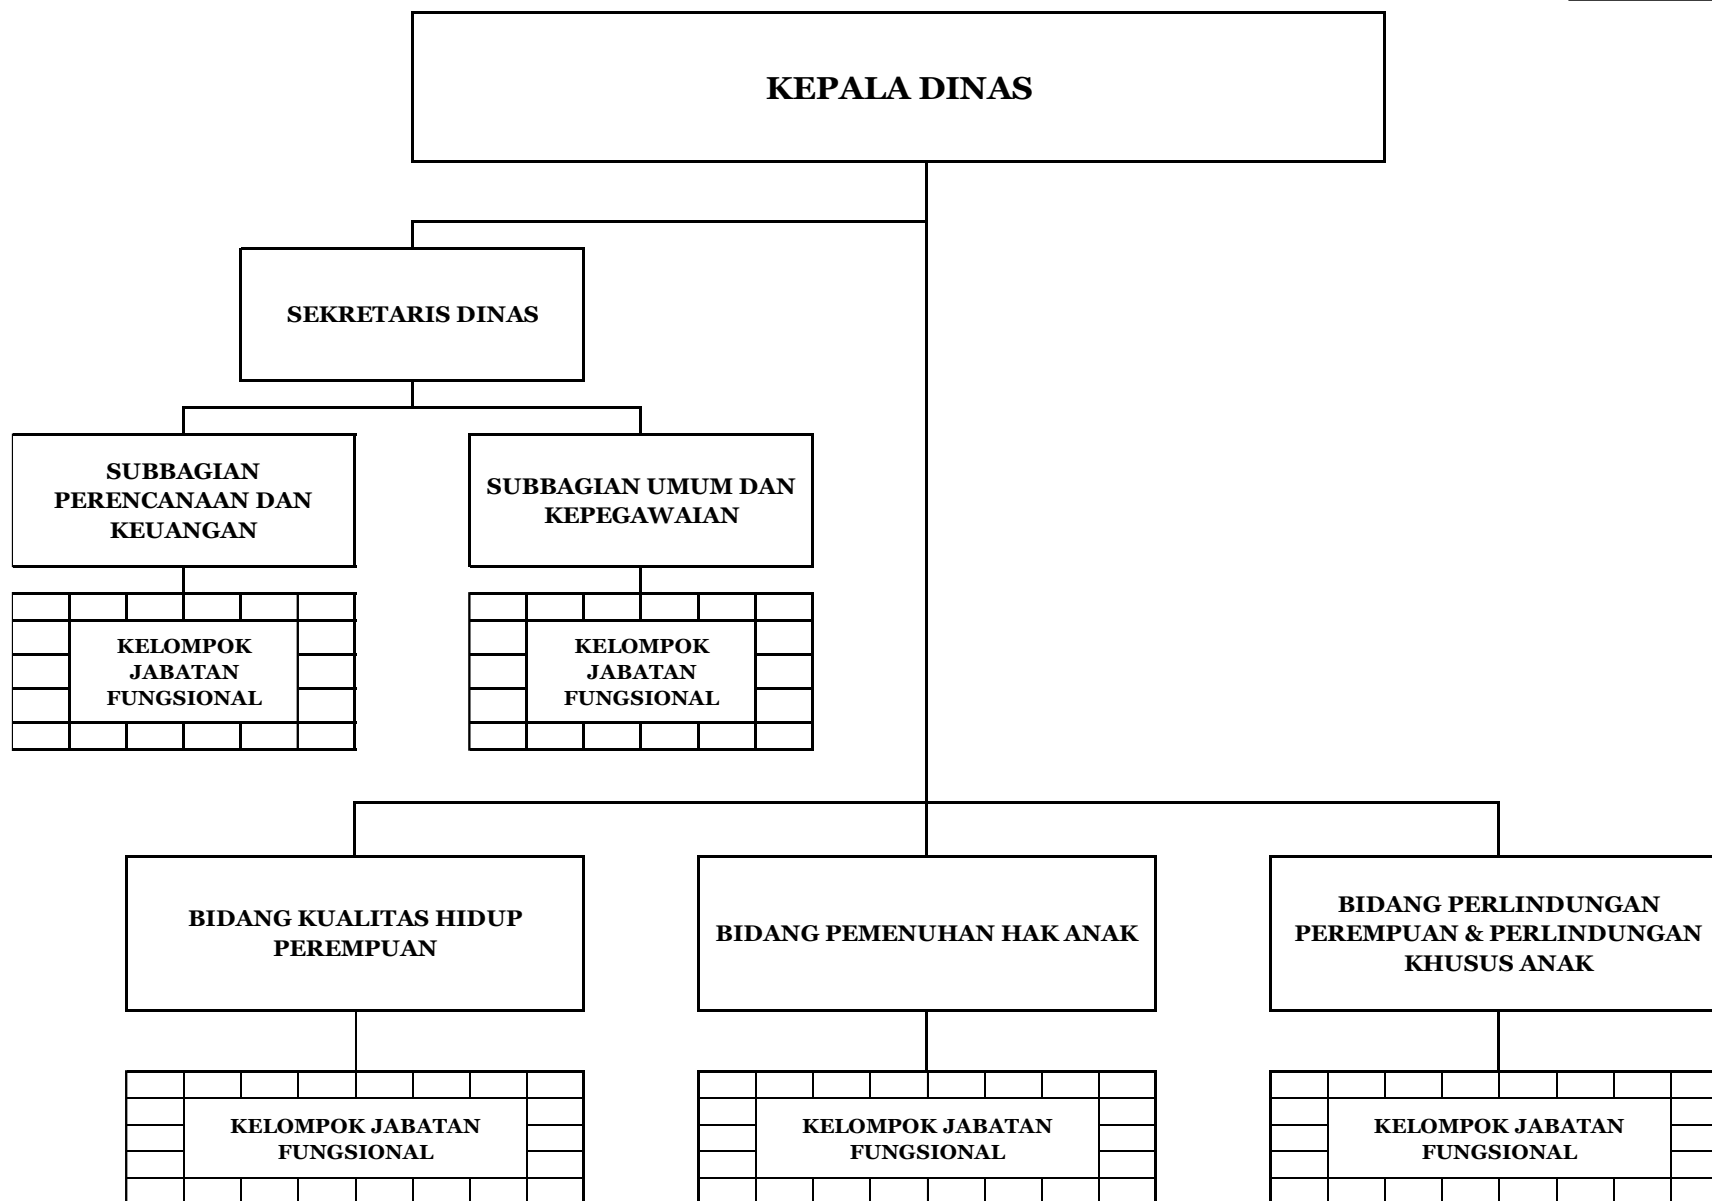 KEPALA DINAS
SEKRETARIS DINAS
SUBBAGIAN
PERENCANAAN DAN
KEUANGAN
SUBBAGIAN UMUM DAN
KEPEGAWAIAN
KELOMPOK
JABATAN
FUNGSIONAL
KELOMPOK
JABATAN
FUNGSIONAL
BIDANG KUALITAS HIDUP
PEREMPUAN
BIDANG PEMENUHAN HAK ANAK
BIDANG PERLINDUNGAN
PEREMPUAN & PERLINDUNGAN
KHUSUS ANAK
KELOMPOK JABATAN
FUNGSIONAL
KELOMPOK JABATAN
FUNGSIONAL
KELOMPOK JABATAN
FUNGSIONAL